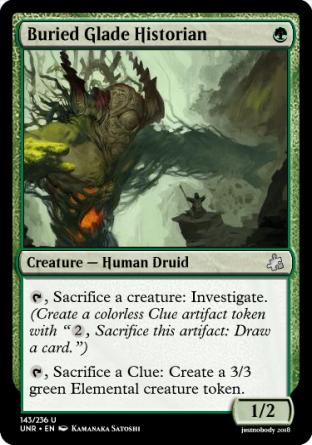 Buried Glade Historian
Creature — Human Druid
, Sacrifice a creature: Investigate.
(Create a colorless Clue artifact token
with “2, Sacrifice this artifact: Draw
a card.”)
, Sacrifice a Clue: Create a 3/3
green Elemental creature token.
1/2
143/236 U
UNR • EN Kamanaka Satoshi
justnobody 2018